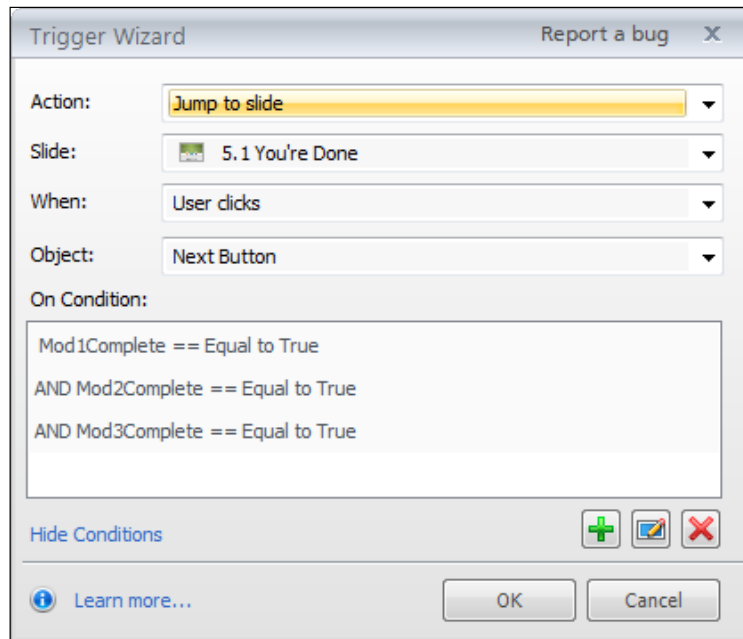 Trigger Wizard Report a bug X
Action: Jump to slide
Slide: 5.1 You're Done
When: User clicks
Object: Next Button
On Condition:
Mod1Complete == Equal to True
AND Mod2Complete == Equal to True
AND Mod3Complete == Equal to True
Hide Conditions
Learn more... OK Cancel